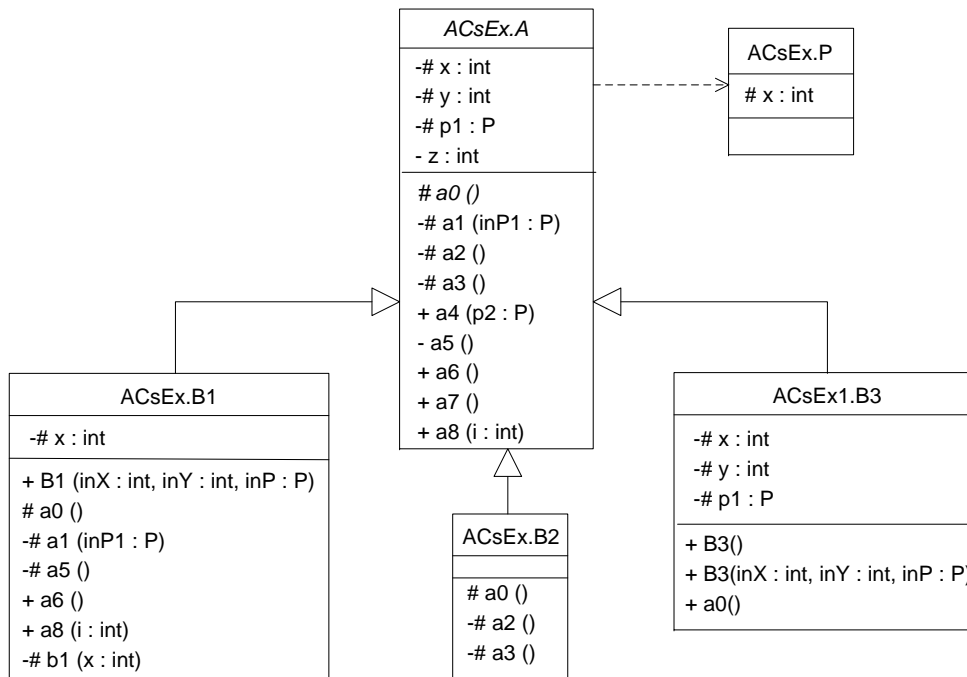 ACsEx.A
-# x : int
-# y : int
-# p1 : P
- z : int
# a0 ()
-# a1 (inP1 : P)
-# a2 ()
-# a3 ()
+ a4 (p2 : P)
- a5 ()
+ a6 ()
+ a7 ()
+ a8 (i : int)
ACsEx.P
# x : int
ACsEx.B1
-# x : int
+ B1 (inX : int, inY : int, inP : P)
# a0 ()
-# a1 (inP1 : P)
-# a5 ()
+ a6 ()
+ a8 (i : int)
-# b1 (x : int)
ACsEx.B2
# a0 ()
-# a2 ()
-# a3 ()
ACsEx1.B3
-# x : int
-# y : int
-# p1 : P
+ B3()
+ B3(inX : int, inY : int, inP : P)
+ a0()